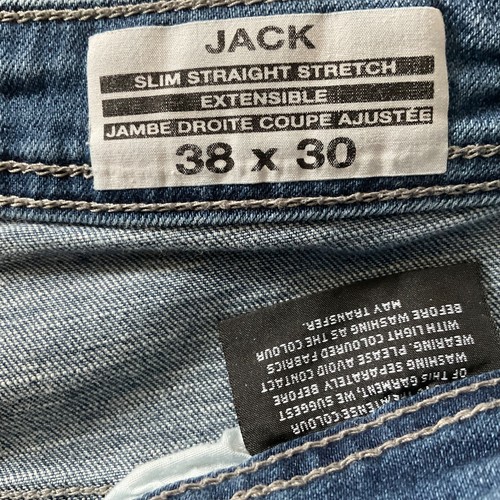 JACK
SLIM STRAIGHT STRETCH
EXTENSIBLE
JAMBE DROITE COUPE AJUSTÉE
38 x 30
INTENSE COLOUR
OF THIS GARMENT, WE SUGGEST
WASHING SEPARATELY BEFORE
WEARING. PLEASE AVOID CONTACT
WITH LIGHT COLOURED FABRICS
BEFORE WASHING AS THE COLOUR
MAY TRANSFER.